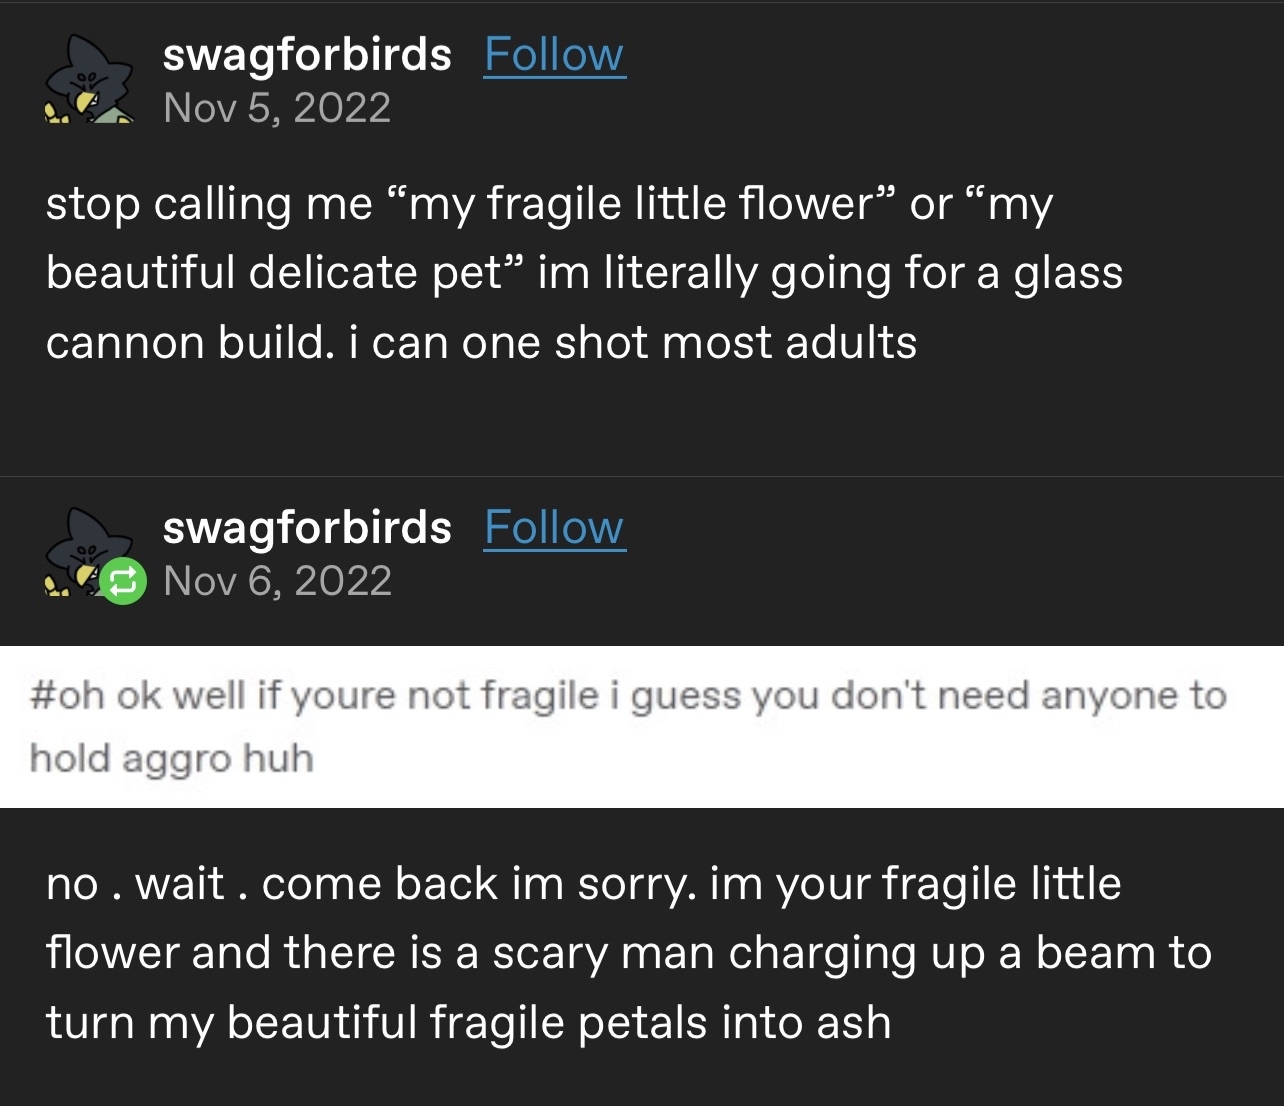 swagforbirds Follow
Nov 5, 2022
stop calling me “my fragile little flower” or “my
beautiful delicate pet” im literally going for a glass
cannon build. i can one shot most adults
swagforbirds Follow
Nov 6, 2022
#oh ok well if youre not fragile i guess you don't need anyone to
hold aggro huh
no . wait . come back im sorry. im your fragile little
flower and there is a scary man charging up a beam to
turn my beautiful fragile petals into ash